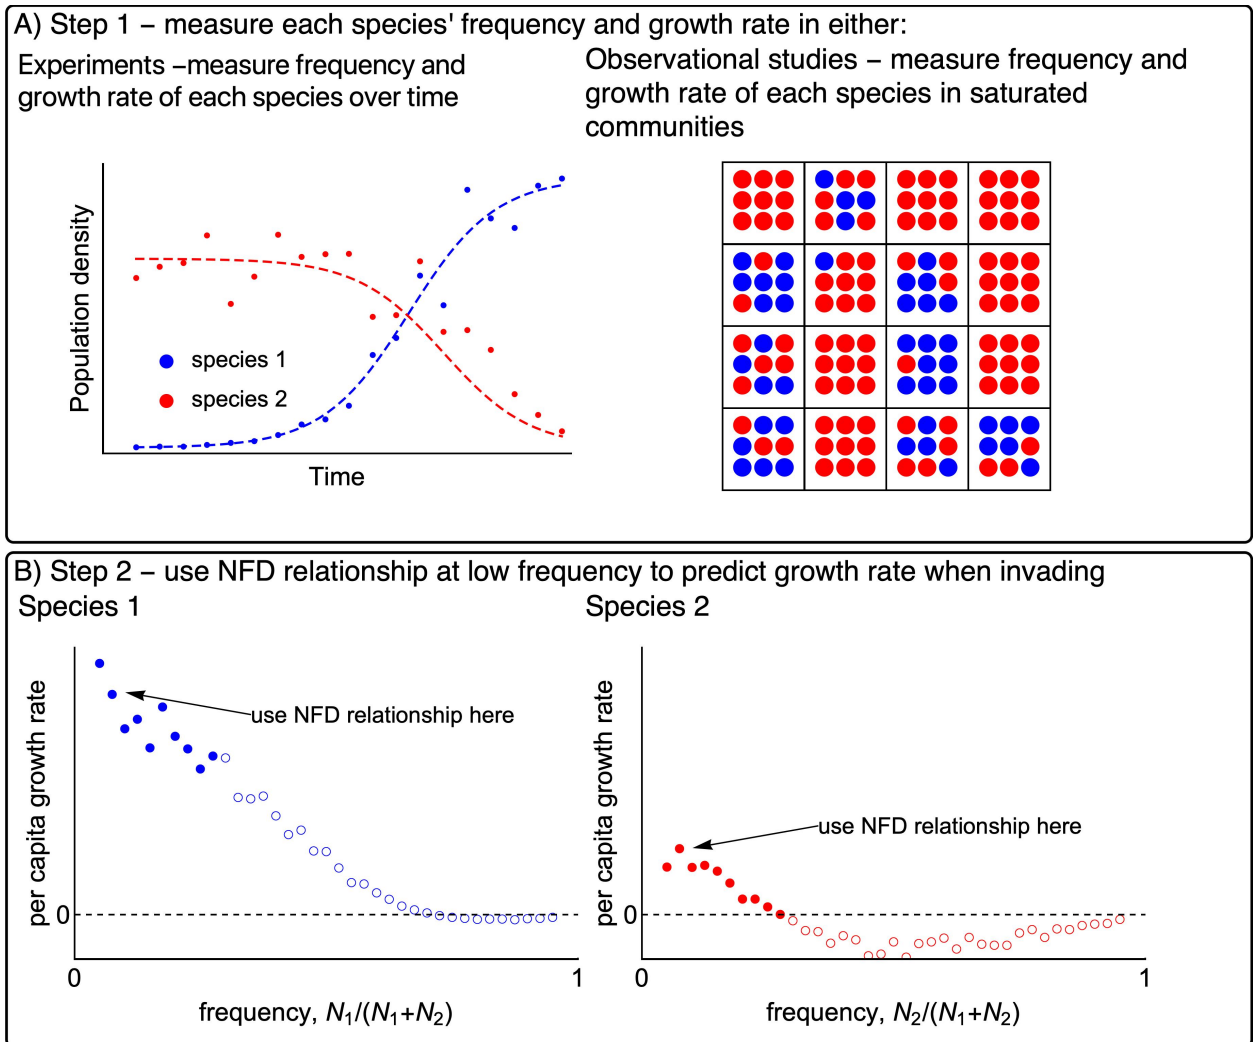 A) Step 1 – measure each species' frequency and growth rate in either:
Experiments –measure frequency and
growth rate of each species over time
Observational studies – measure frequency and
growth rate of each species in saturated
communities
Population density
species 1
species 2
Time
B) Step 2 – use NFD relationship at low frequency to predict growth rate when invading
Species 1
Species 2
per capita growth rate
use NFD relationship here
0
0
1
frequency, N₁/(N₁+N₂)
per capita growth rate
use NFD relationship here
0
0
1
frequency, N₂/(N₁+N₂)